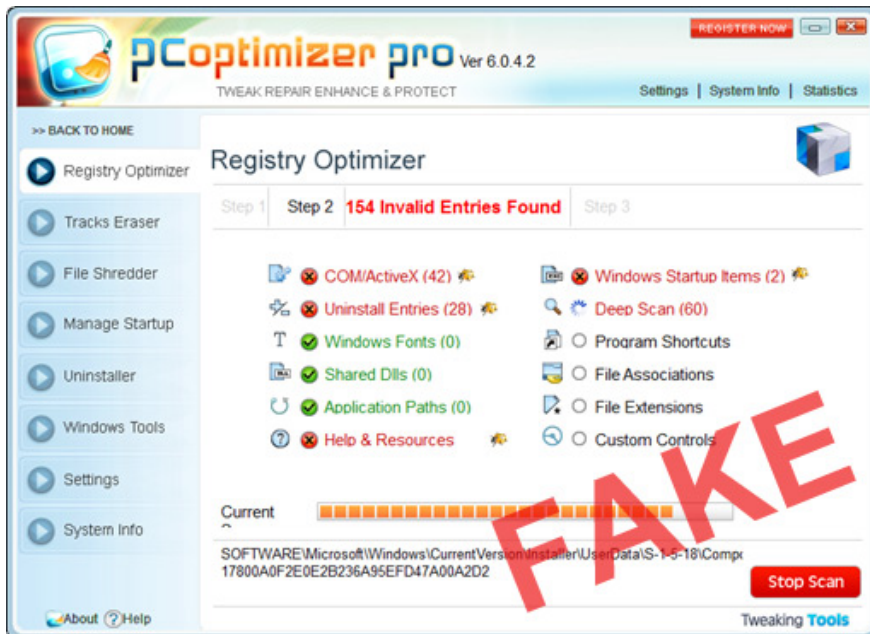 REGISTER NOW
PCoptimizer pro Ver 6.0.4.2
TWEAK REPAIR ENHANCE & PROTECT
Settings | System Info | Statistics
>> BACK TO HOME
Registry Optimizer
Tracks Eraser
File Shredder
Manage Startup
Uninstaller
Windows Tools
Settings
System Info
About ?Help
Registry Optimizer
Step 1 Step 2 154 Invalid Entries Found Step 3
COM/ActiveX (42)
Uninstall Entries (28)
Windows Fonts (0)
Shared Dlls (0)
Application Paths (0)
Help & Resources
Windows Startup Items (2)
Deep Scan (60)
Program Shortcuts
File Associations
File Extensions
Custom Controls
Current
SOFTWARE\Microsoft\Windows\CurrentVersion\Installer\UserData\S-1-5-18\Compo
17800A0F2E0E2B236A95EFD47A00A2D2
Stop Scan
Tweaking Tools
FAKE